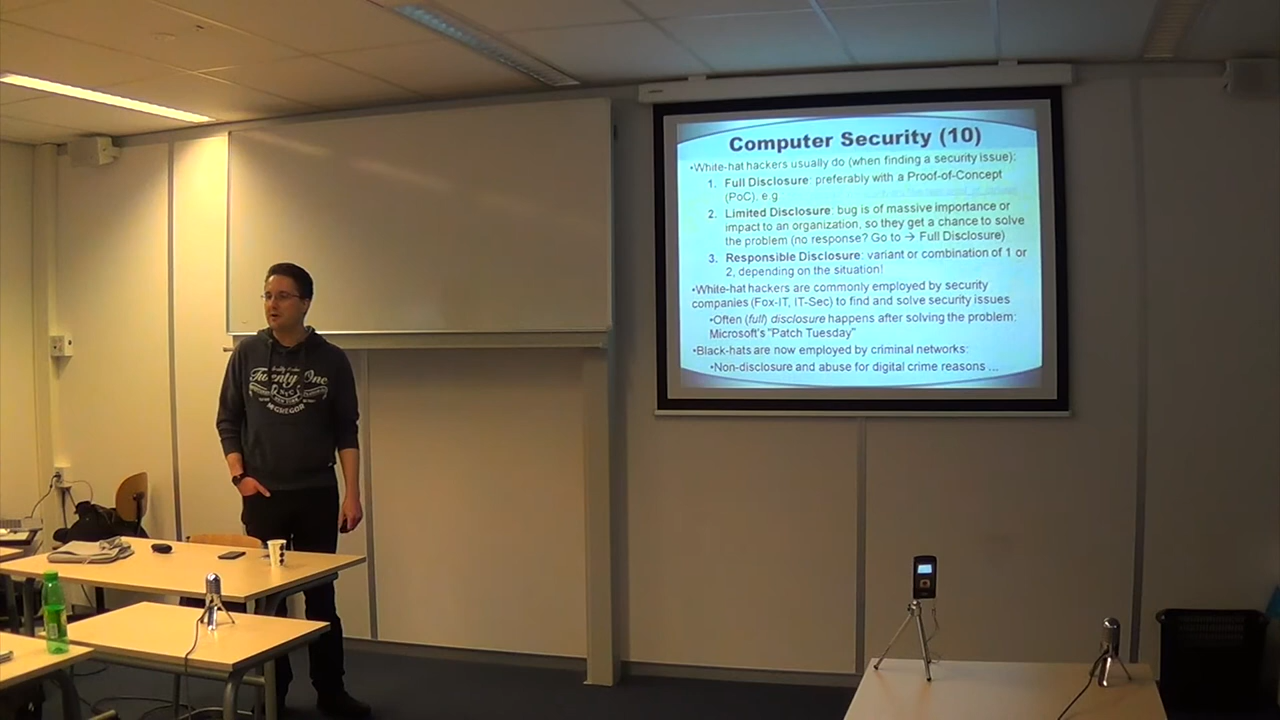 Computer Security (10)
•White-hat hackers usually do (when finding a security issue):
1. Full Disclosure: preferably with a Proof-of-Concept
(PoC), e.g
2. Limited Disclosure: bug is of massive importance or
impact to an organization, so they get a chance to solve
the problem (no response? Go to → Full Disclosure)
3. Responsible Disclosure: variant or combination of 1 or
2, depending on the situation!
•White-hat hackers are commonly employed by security
companies (Fox-IT, IT-Sec) to find and solve security issues
•Often (full) disclosure happens after solving the problem:
Microsoft's "Patch Tuesday"
•Black-hats are now employed by criminal networks:
•Non-disclosure and abuse for digital crime reasons ...
Twenty One
McGREGOR